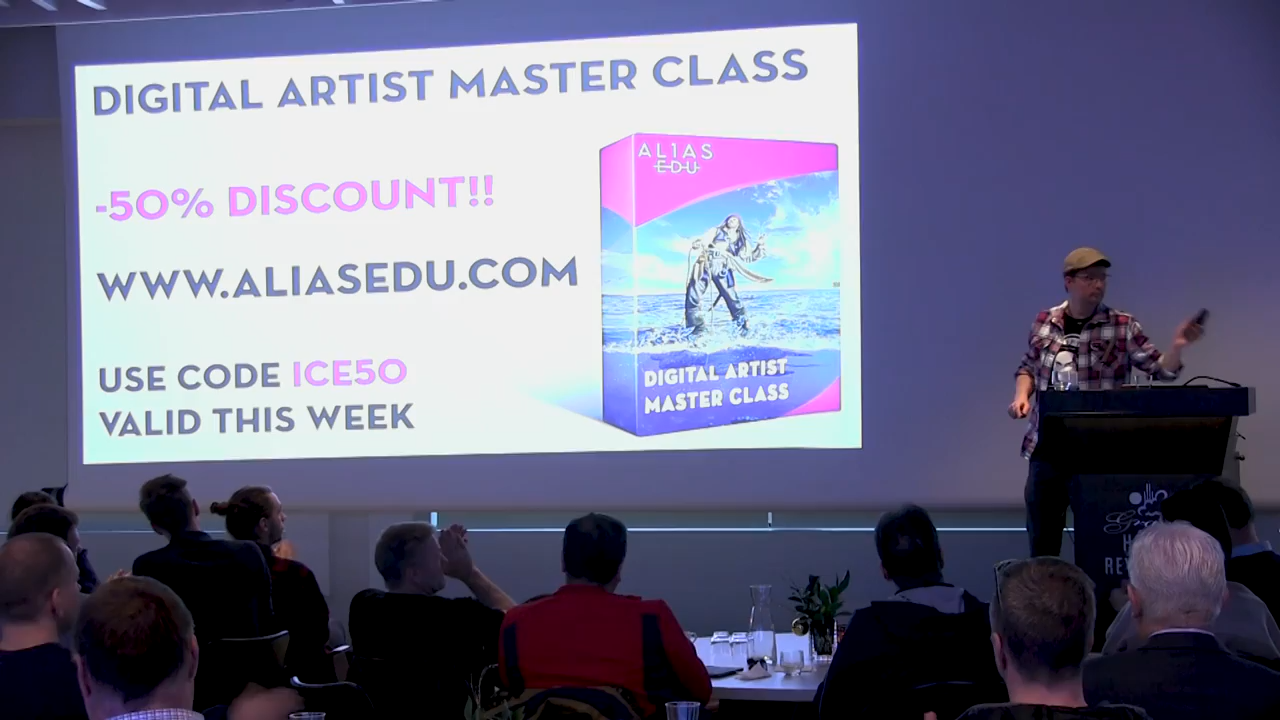 DIGITAL ARTIST MASTER CLASS
-50% DISCOUNT!!
WWW.ALIASEDU.COM
USE CODE ICE50
VALID THIS WEEK
AL1AS
EDU
DIGITAL ARTIST
MASTER CLASS